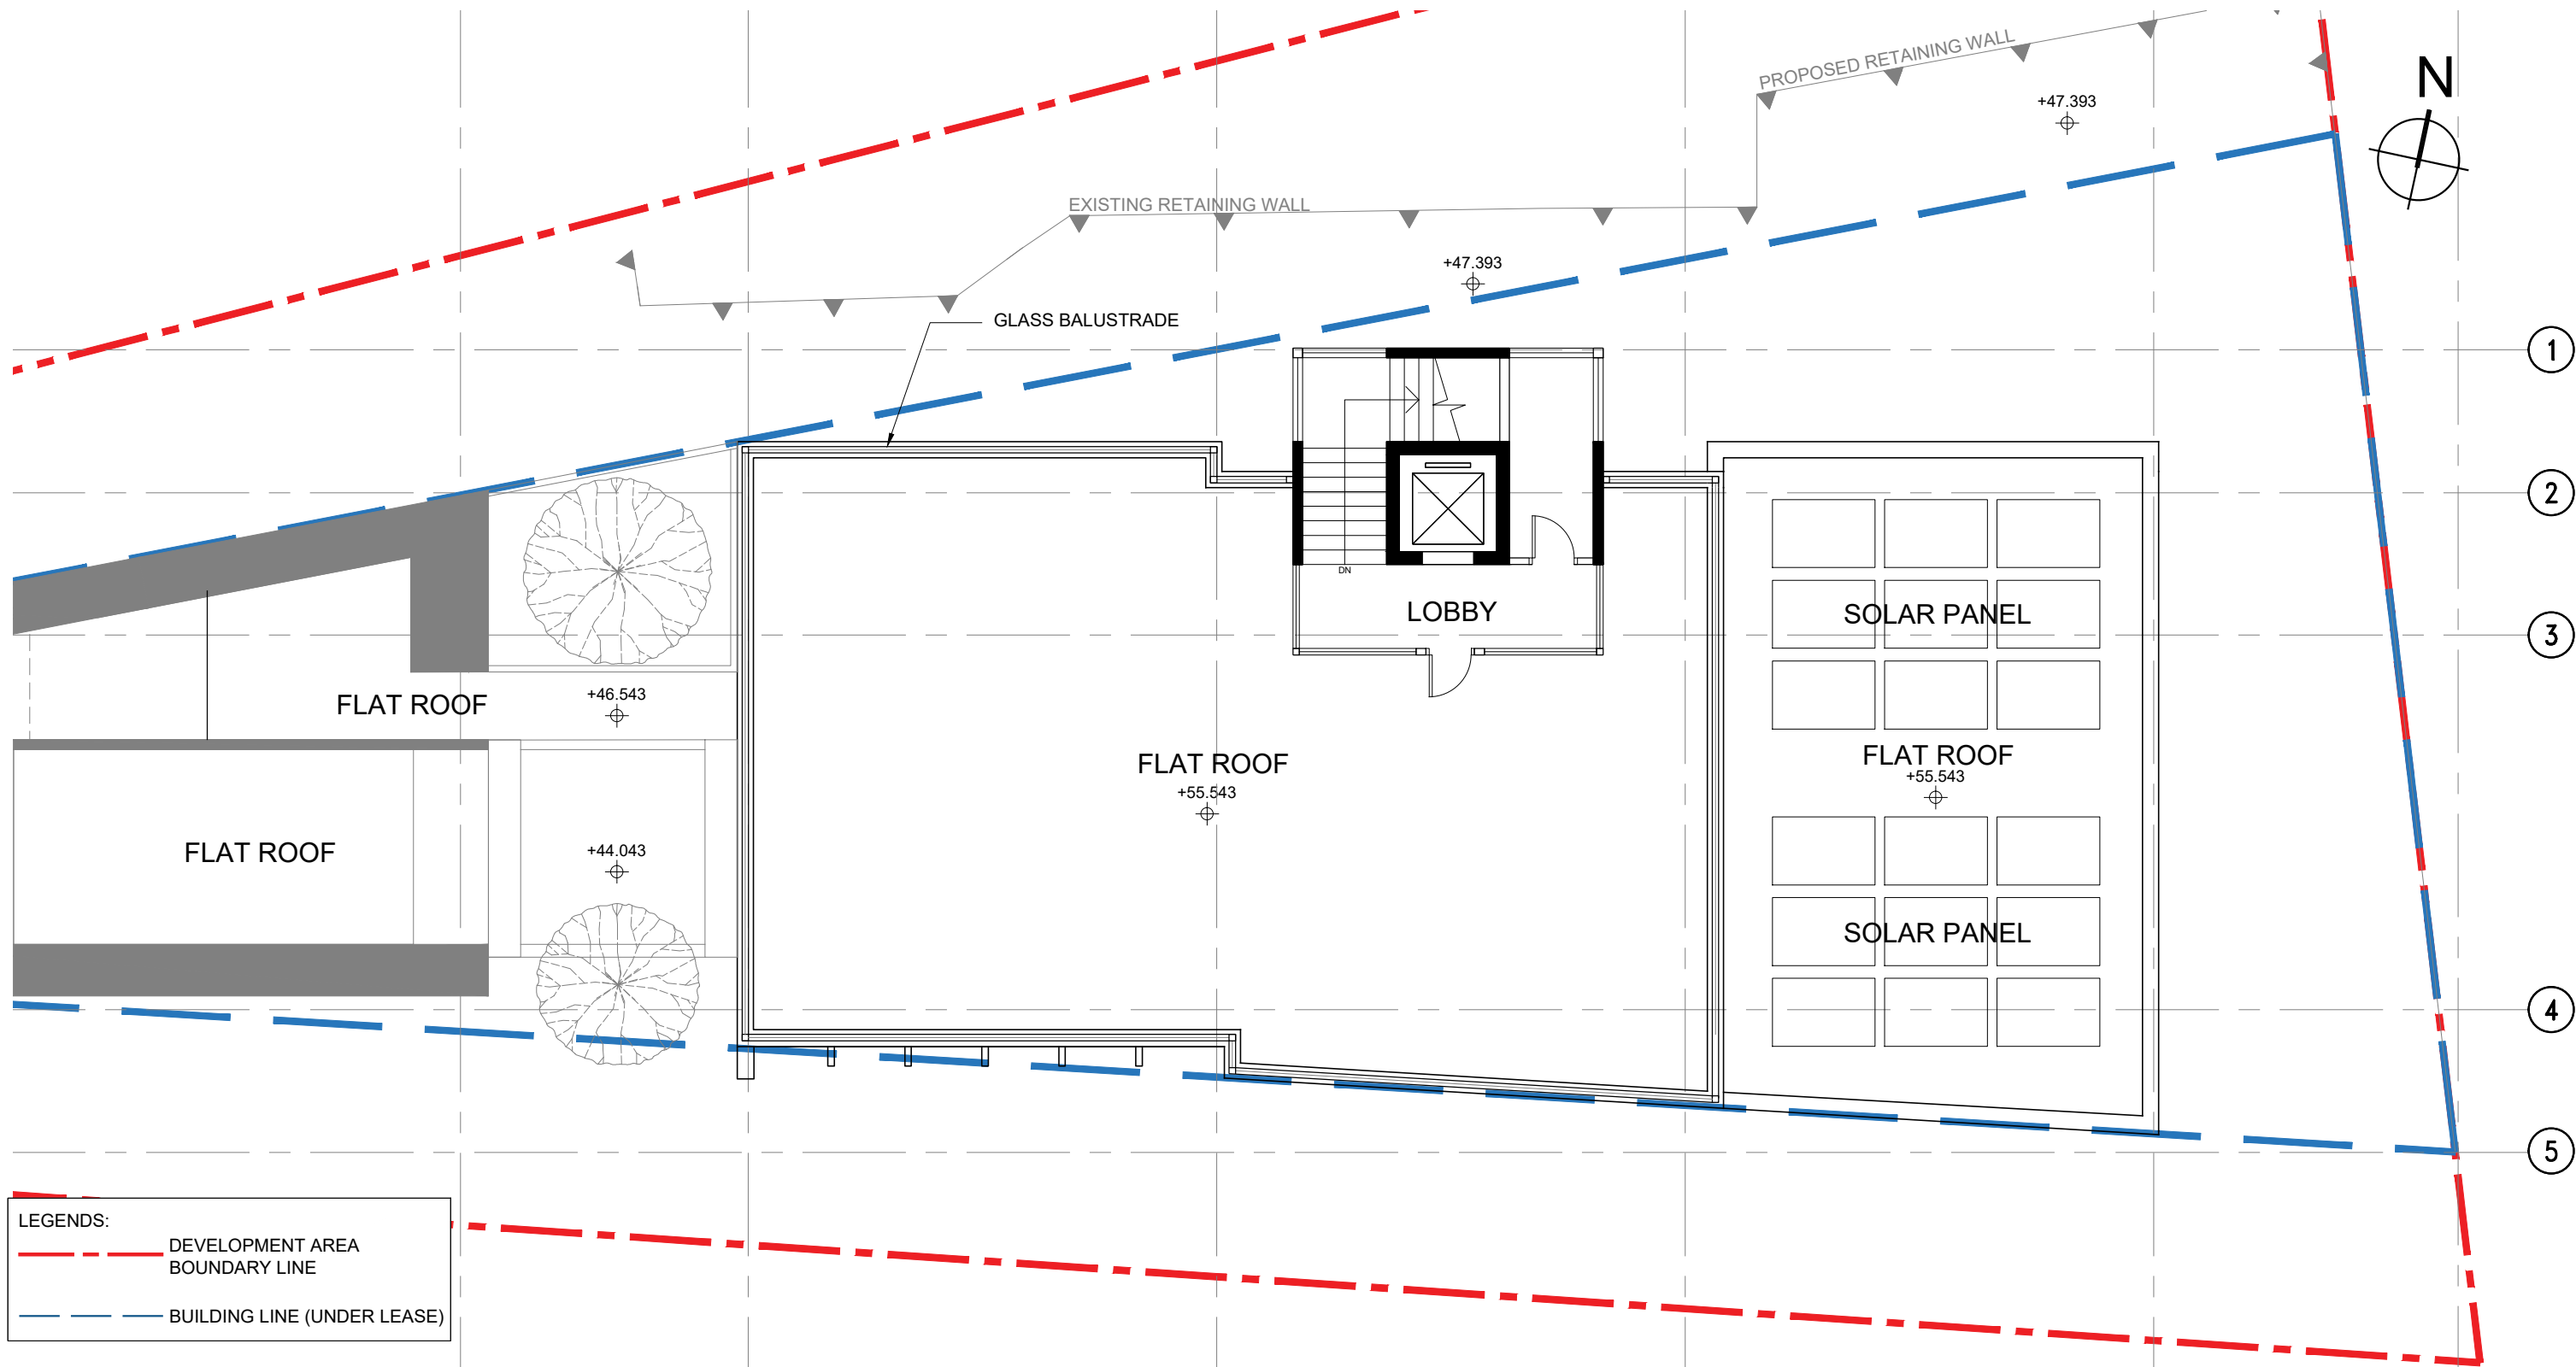 PROPOSED RETAINING WALL
N
+47.393
EXISTING RETAINING WALL
+47.393
GLASS BALUSTRADE
1
2
DN
LOBBY
SOLAR PANEL
3
FLAT ROOF
+46.543
FLAT ROOF
+55.543
FLAT ROOF
+55.543
FLAT ROOF
+44.043
SOLAR PANEL
4
5
LEGENDS:
DEVELOPMENT AREA
BOUNDARY LINE
BUILDING LINE (UNDER LEASE)